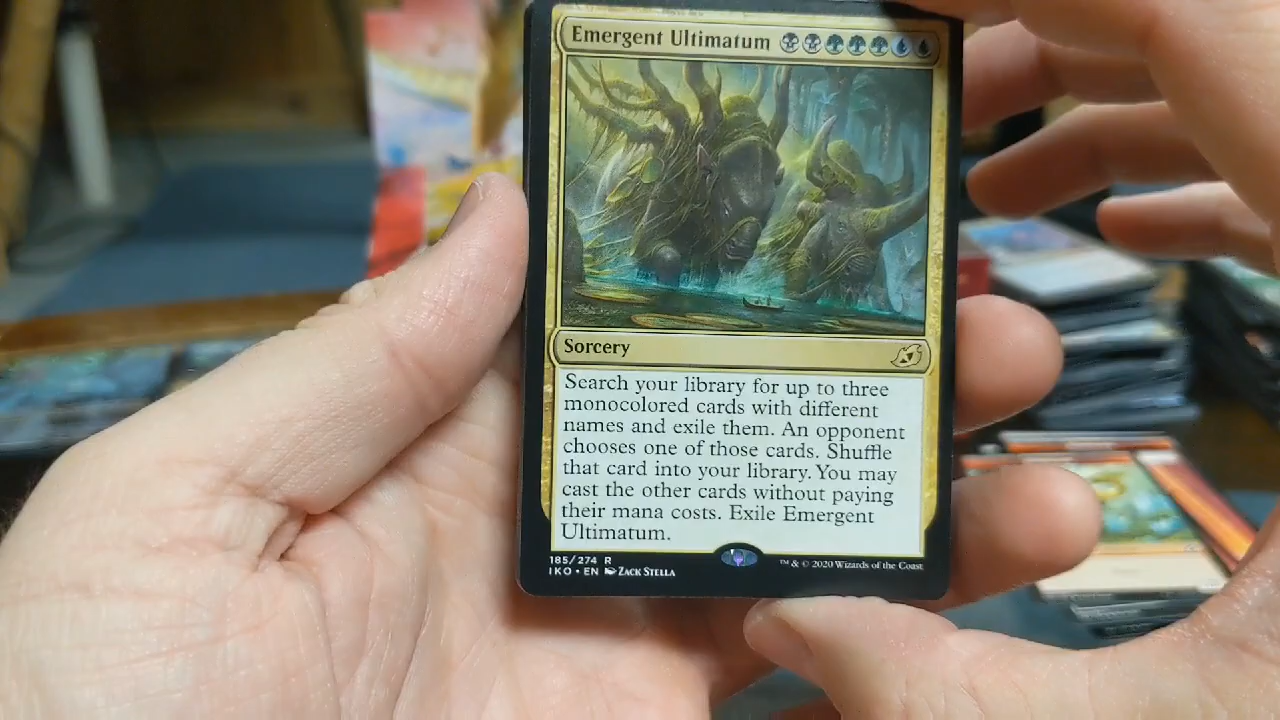 Emergent Ultimatum
Sorcery
Search your library for up to three
monocolored cards with different
names and exile them. An opponent
chooses one of those cards. Shuffle
that card into your library. You may
cast the other cards without paying
their mana costs. Exile Emergent
Ultimatum.
185/274 R
IKO • EN ZACK STELLA
™ & © 2020 Wizards of the Coast